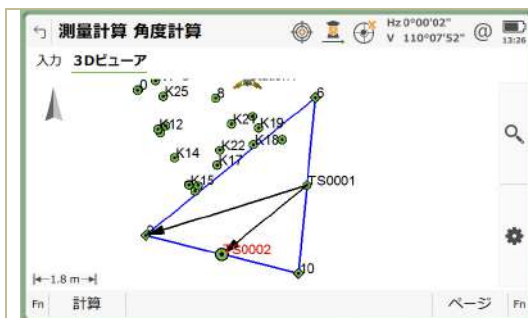 測量計算 角度計算
Hz 0°00'02"
V 110°07'52"
@
13:26
入力 3Dビューア
0
K25
8
6
K12
K21
K19
K18
K14
K22
K17
K15
TS0001
TS0002
10
1.8 m
Fn 計算 ページ Fn